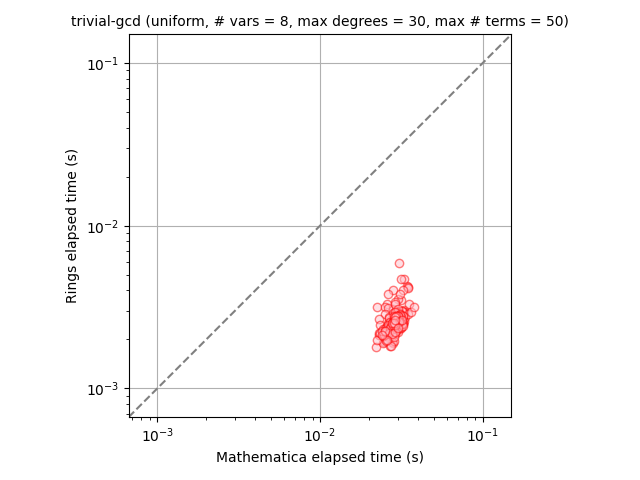 trivial-gcd (uniform, # vars = 8, max degrees = 30, max # terms = 50)
Rings elapsed time (s)
10⁻¹
10⁻²
10⁻³
10⁻³ 10⁻² 10⁻¹
Mathematica elapsed time (s)